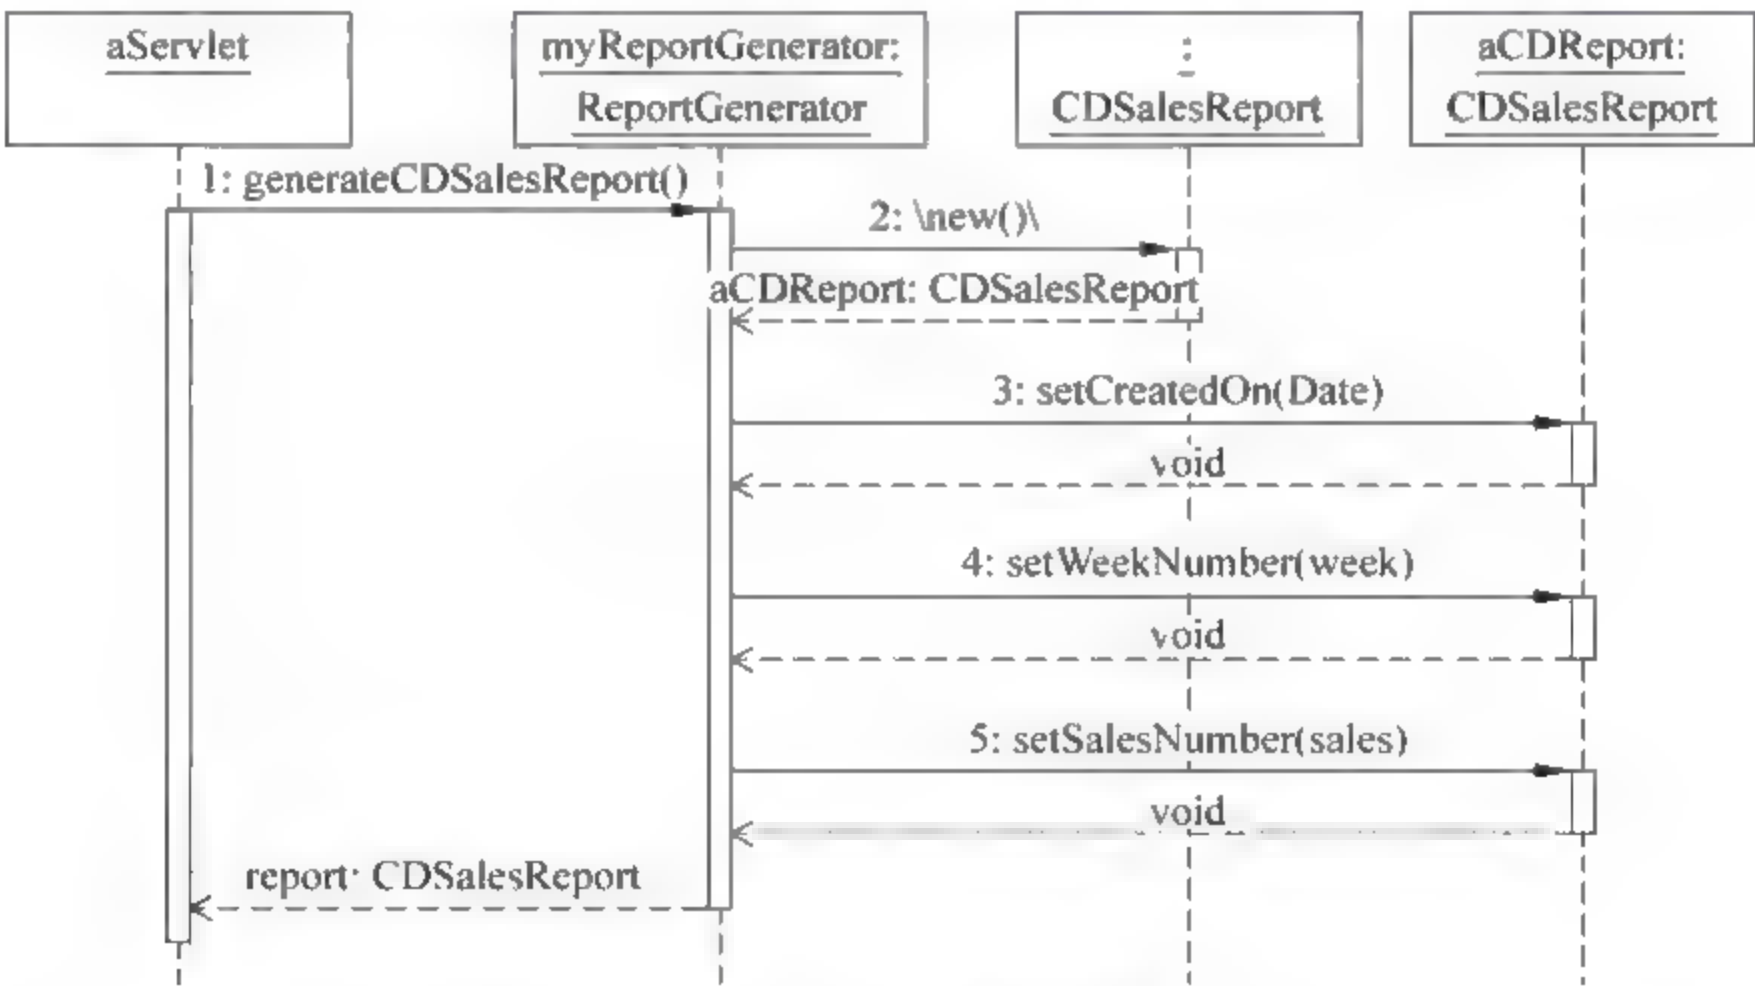 aServlet
myReportGenerator:
ReportGenerator
:
CDSalesReport
aCDReport:
CDSalesReport
1: generateCDSalesReport()
2: \new()\
aCDReport: CDSalesReport
3: setCreatedOn(Date)
void
4: setWeekNumber(week)
void
5: setSalesNumber(sales)
void
report: CDSalesReport